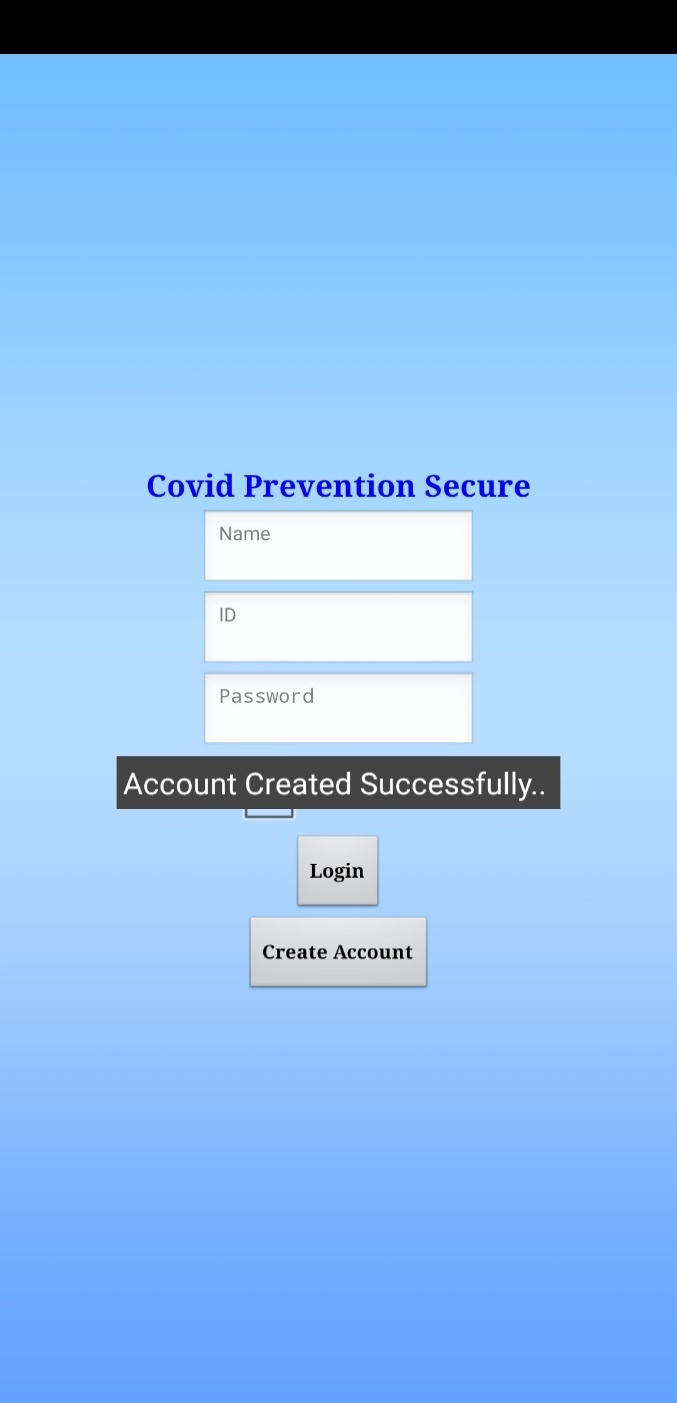 Covid Prevention Secure
Name
ID
Password
Account Created Successfully..
Login
Create Account